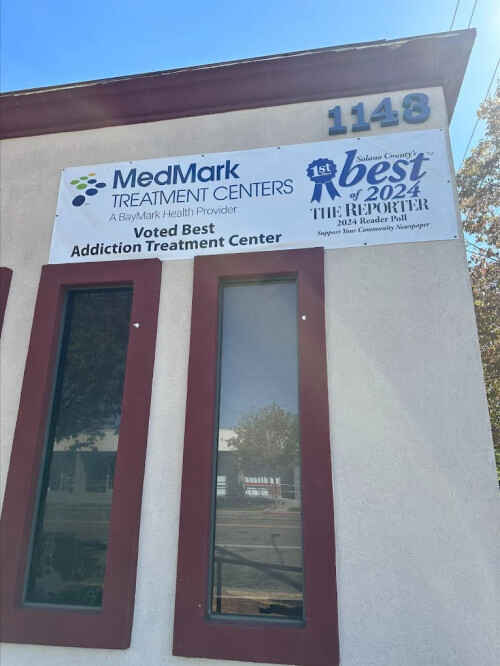 1143
MedMark
TREATMENT CENTERS
A BayMark Health Provider
Voted Best
Addiction Treatment Center
1st
Solano County's
best
of 2024
THE REPORTER
2024 Reader Poll
Support Your Community Newspaper